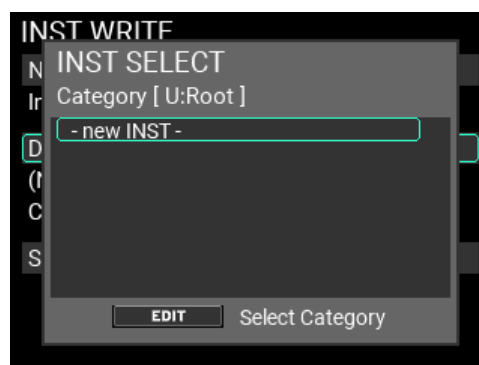 INST WRITE
INST SELECT
Category [ U:Root ]
- new INST -
EDIT Select Category